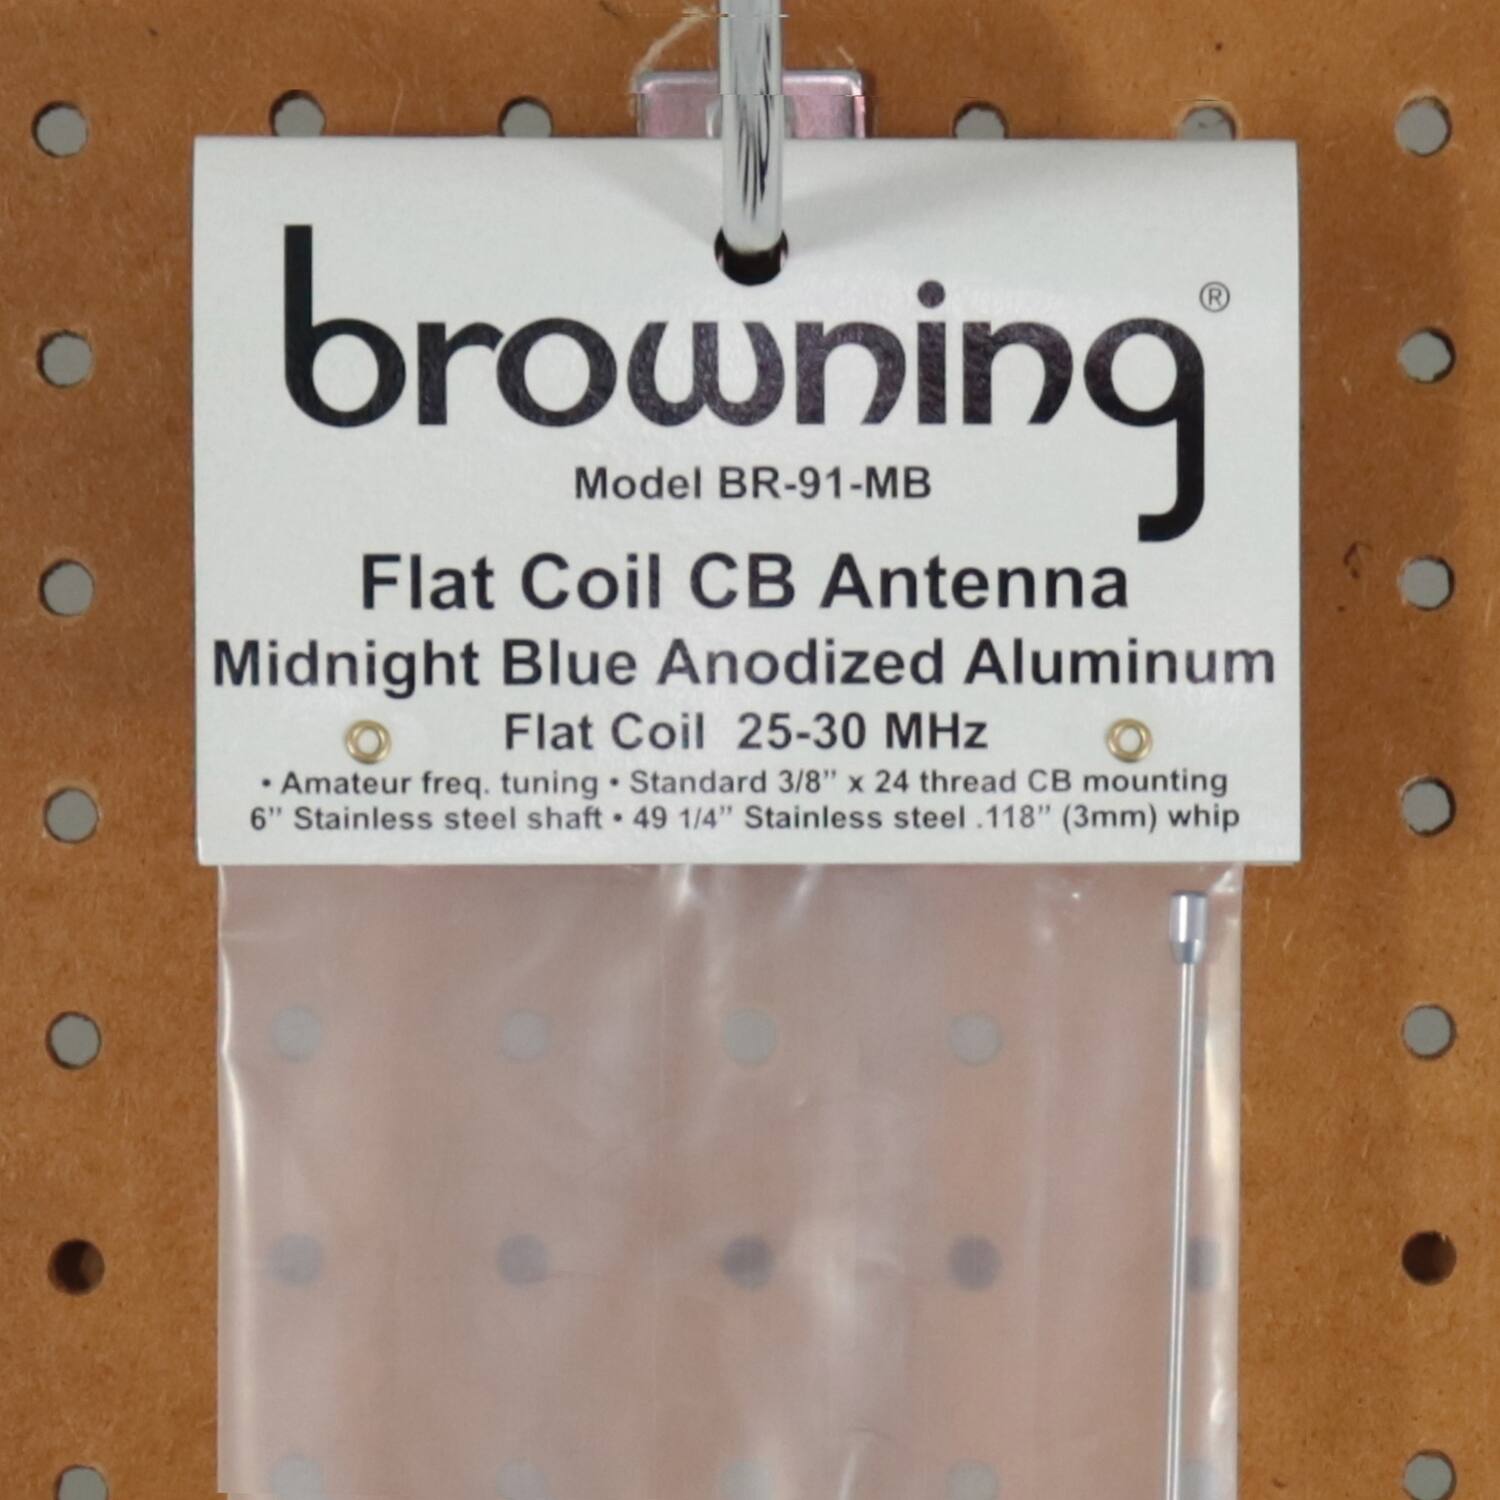 browning®
Model BR-91-MB
Flat Coil CB Antenna
Midnight Blue Anodized Aluminum
Flat Coil 25-30 MHz
• Amateur freq. tuning • Standard 3/8” x 24 thread CB mounting
6” Stainless steel shaft • 49 1/4” Stainless steel .118” (3mm) whip